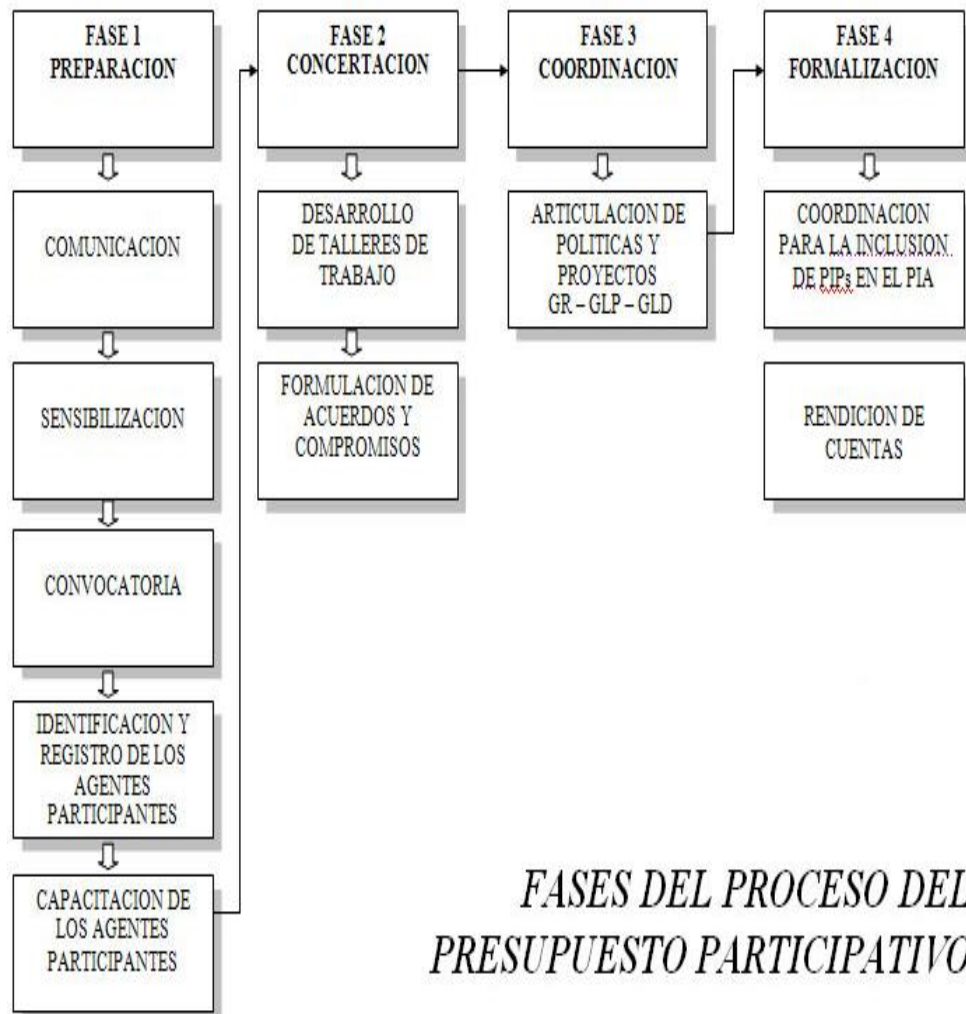 FASE 1
PREPARACION
COMUNICACION
SENSIBILIZACION
CONVOCATORIA
IDENTIFICACION Y
REGISTRO DE LOS
AGENTES
PARTICIPANTES
CAPACITACION DE
LOS AGENTES
PARTICIPANTES
FASE 2
CONCERTACION
DESARROLLO
DE TALLERES DE
TRABAJO
FORMULACION DE
ACUERDOS Y
COMPROMISOS
FASE 3
COORDINACION
ARTICULACION DE
POLITICAS Y
PROYECTOS
GR – GLP – GLD
FASE 4
FORMALIZACION
COORDINACION
PARA LA INCLUSION
DE PIPs EN EL PIA
RENDICION DE
CUENTAS
FASES DEL PROCESO DEL
PRESUPUESTO PARTICIPATIVO